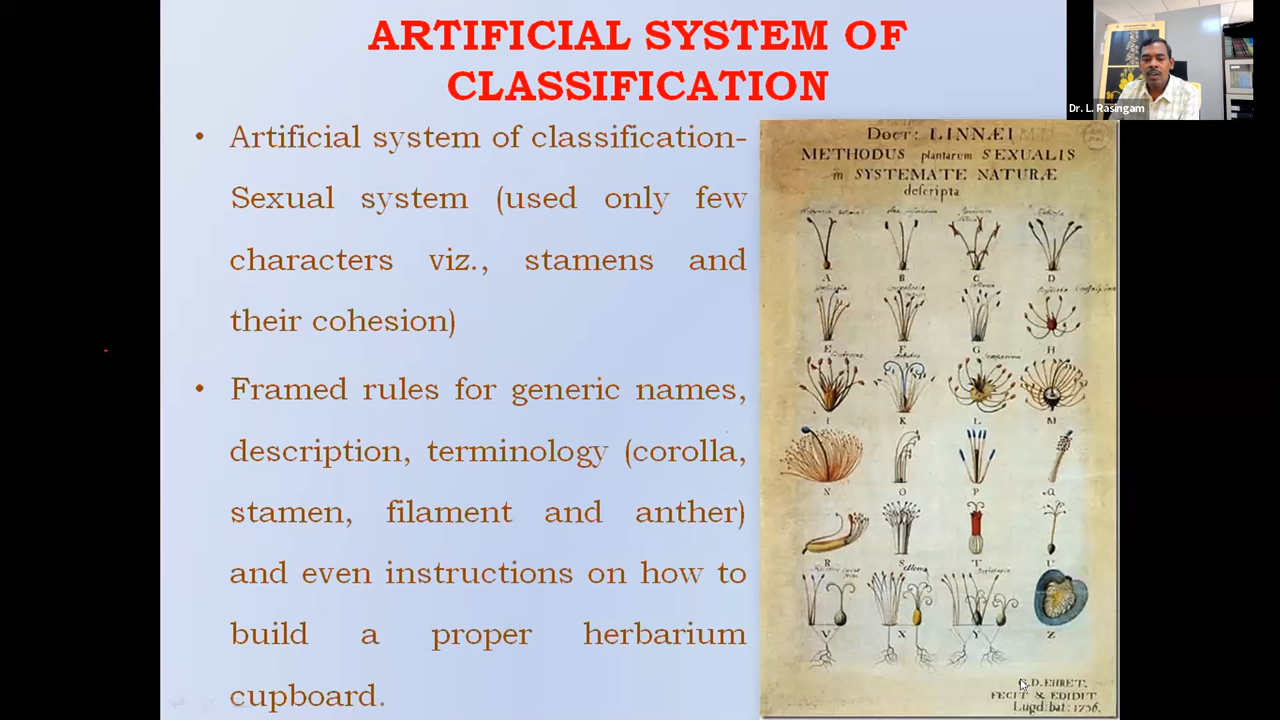 ARTIFICIAL SYSTEM OF
CLASSIFICATION
• Artificial system of classification-
Sexual system (used only few
characters viz., stamens and
their cohesion)
• Framed rules for generic names,
description, terminology (corolla,
stamen, filament and anther)
and even instructions on how to
build a proper herbarium
cupboard.
Dr. L. Rasingam
Doct: LINNÆI M.D
METHODUS plantarum SEXUALIS
in SYSTEMATE NATURÆ
descripta
A B C D
E F G H
I K L M
N O P Q
R S T U
V X Y Z
G.D. EHRET.
FECIT & EDIDIT
Lugd: bat: 1736.